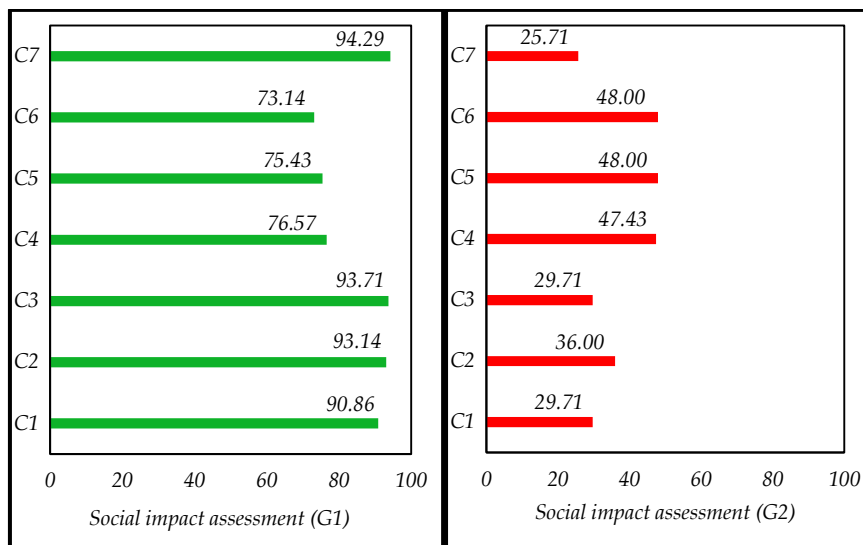 C7
94.29
C6
73.14
C5
75.43
C4
76.57
C3
93.71
C2
93.14
C1
90.86
0 20 40 60 80 100
Social impact assessment (G1)
C7
25.71
C6
48.00
C5
48.00
C4
47.43
C3
29.71
C2
36.00
C1
29.71
0 20 40 60 80 100
Social impact assessment (G2)